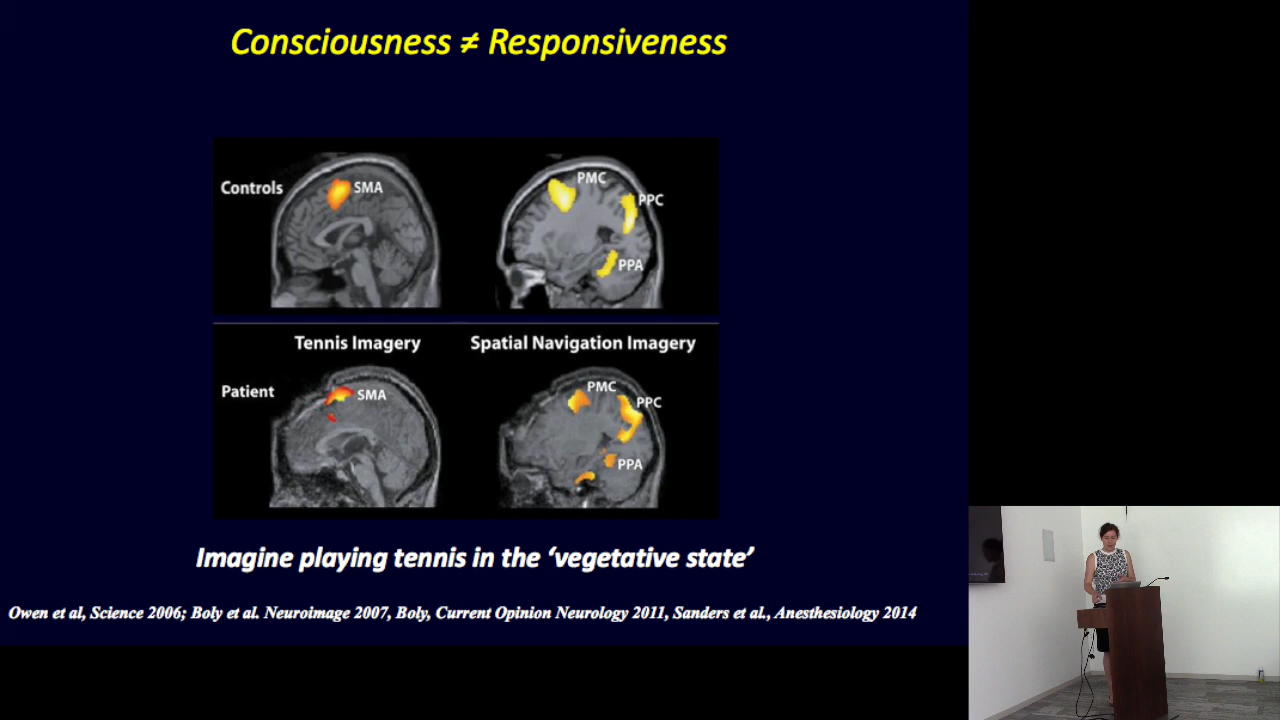 Consciousness ≠ Responsiveness
Controls
SMA
PMC
PPC
PPA
Tennis Imagery
Spatial Navigation Imagery
Patient
SMA
PMC
PPC
PPA
Imagine playing tennis in the ‘vegetative state’
Owen et al, Science 2006; Boly et al. Neuroimage 2007, Boly, Current Opinion Neurology 2011, Sanders et al., Anesthesiology 2014